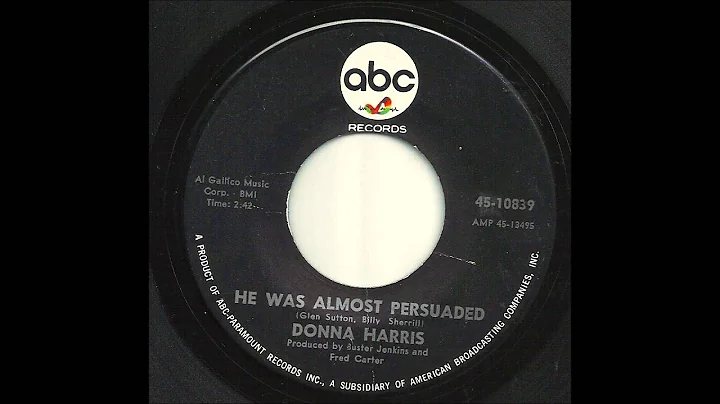 abc
RECORDS
Al Gallico Music
Corp. - BMI
Time: 2:42
45-10839
AMP 45-13495
HE WAS ALMOST PERSUADED
(Glen Sutton, Billy Sherrill)
DONNA HARRIS
Produced by Buster Jenkins and
Fred Carter
A PRODUCT OF ABC-PARAMOUNT RECORDS INC., A SUBSIDIARY OF AMERICAN BROADCASTING COMPANIES, INC.